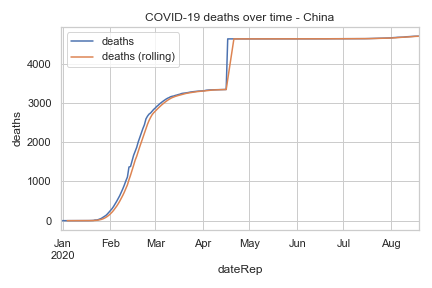 COVID-19 deaths over time - China
deaths
deaths (rolling)
deaths
4000
3000
2000
1000
0
Jan Feb Mar Apr May Jun Jul Aug
2020
dateRep